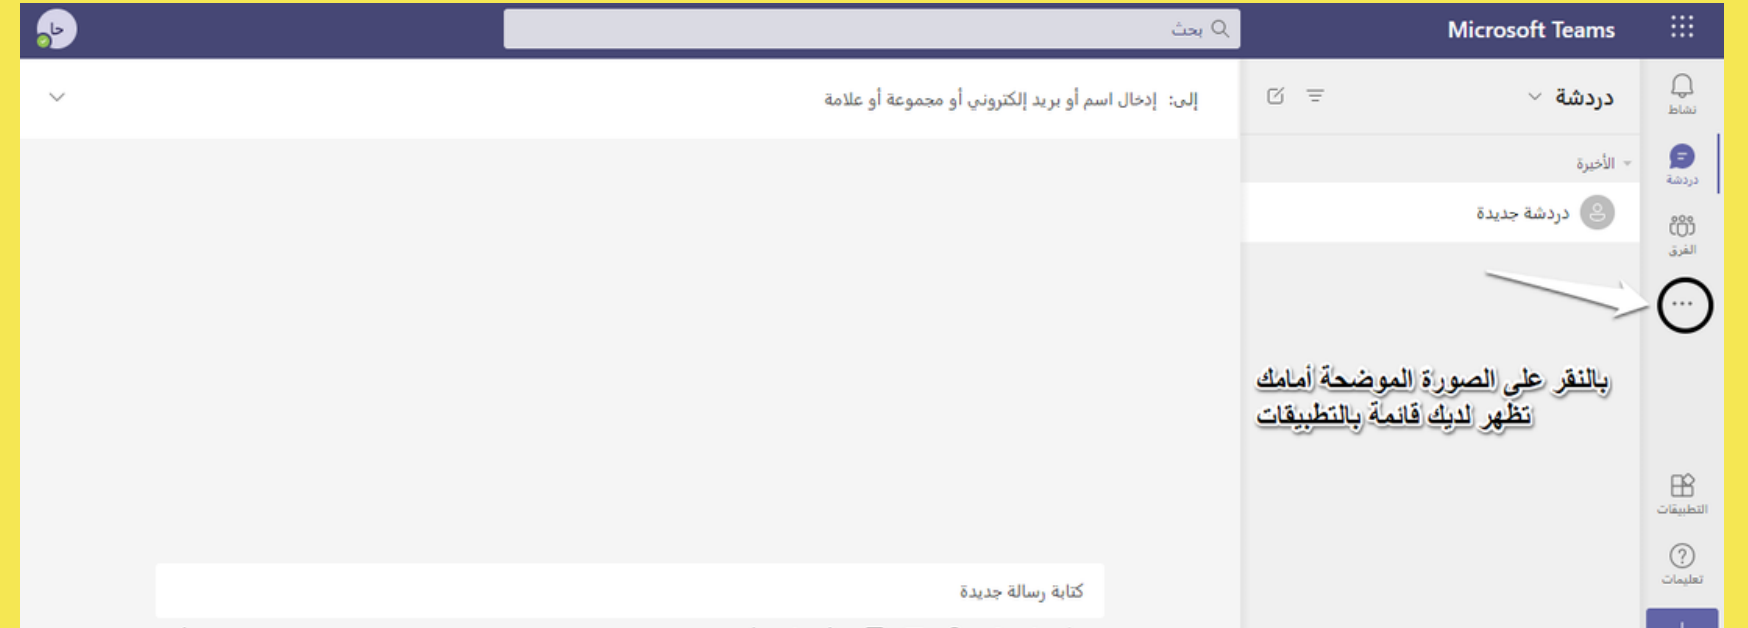 Microsoft Teams
بحث
حا
نشاط
دردشة
الفرق
...
التطبيقات
تعليمات
دردشة
الأخيرة
دردشة جديدة
إلى: إدخال اسم أو بريد إلكتروني أو مجموعة أو علامة
بالنقر على الصورة الموضحة أمامك
تظهر لديك قائمة بالتطبيقات
كتابة رسالة جديدة